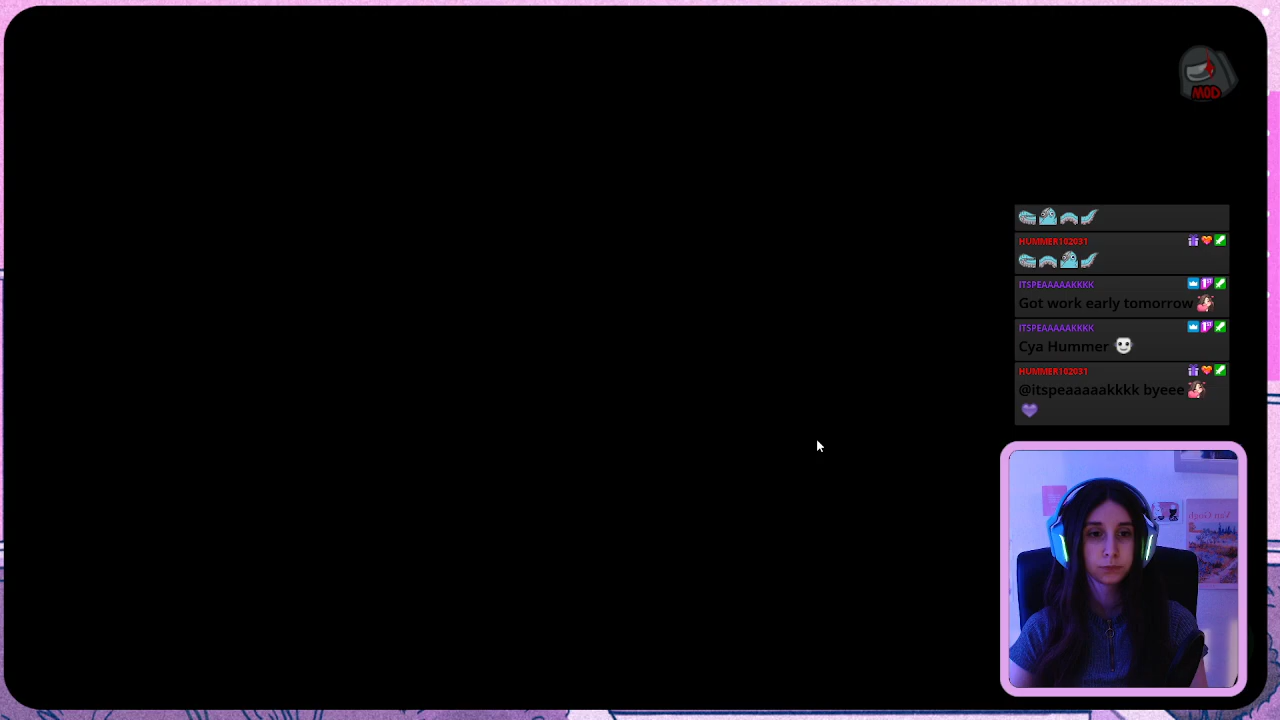 MOD
HUMMER102031
ITSPEAAAAAKKKK
Got work early tomorrow
ITSPEAAAAAKKKK
Cya Hummer
HUMMER102031
@itspeaaaaakkkk byeee